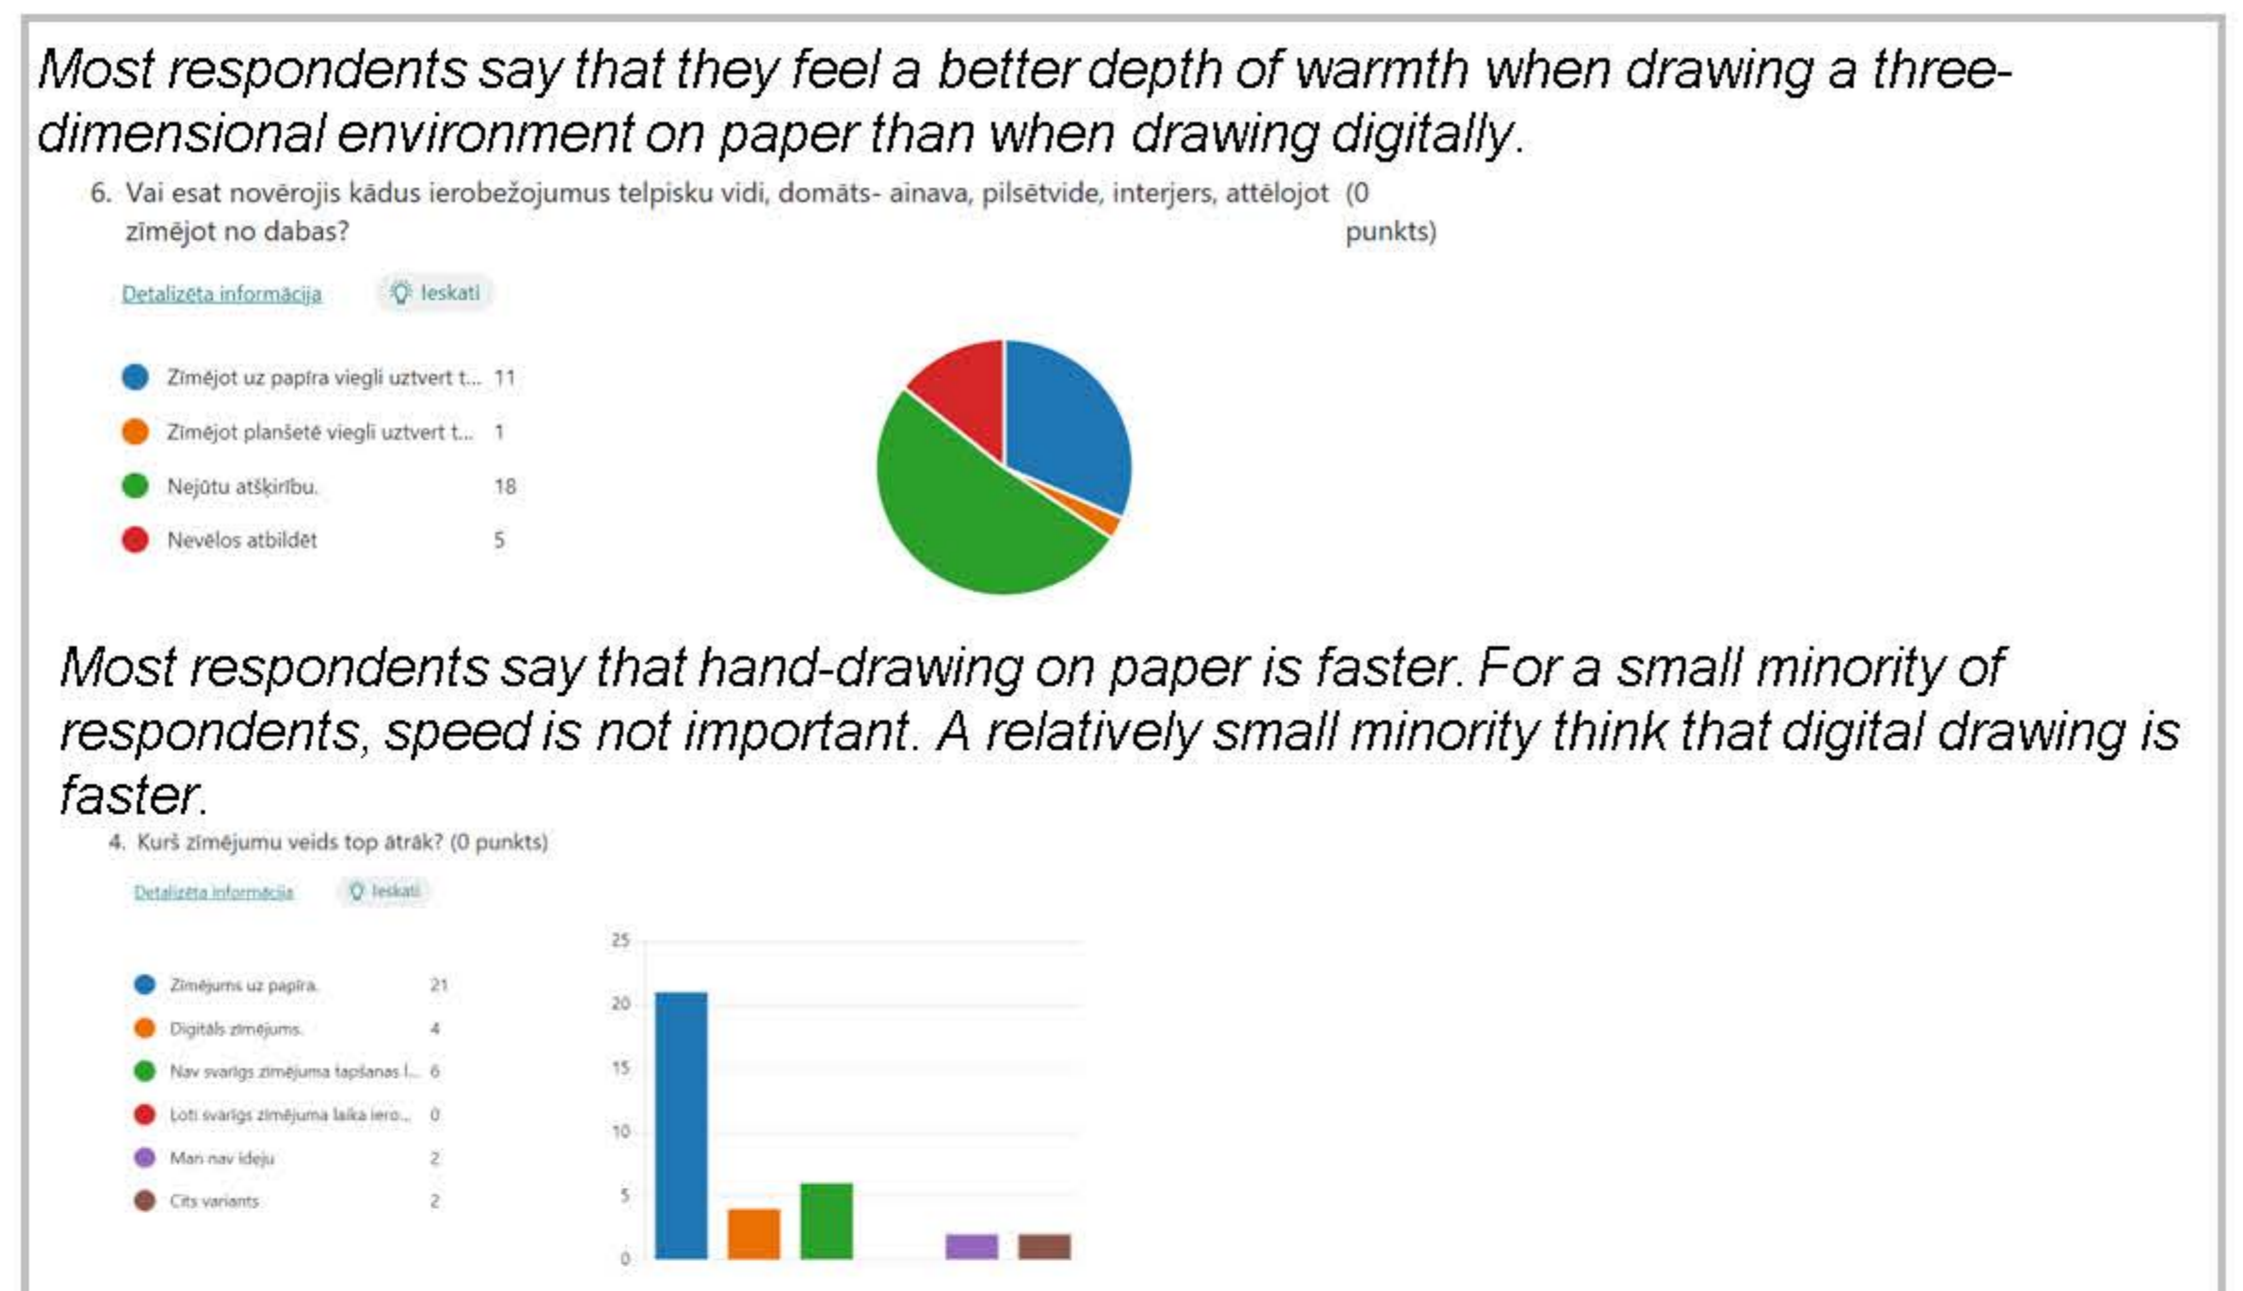 Most respondents say that they feel a better depth of warmth when drawing a three-
dimensional environment on paper than when drawing digitally.
6. Vai esat novērojis kādus ierobežojumus telpisku vidi, domāts- ainava, pilsētvide, interjers, attēlojot (0
zīmējot no dabas? punkts)
Detalizēta informācija Ieskati
Zīmējot uz papīra viegli uztvert t... 11
Zīmējot planšetē viegli uztvert t... 1
Nejūtu atšķirību. 18
Nevēlos atbildēt 5
Most respondents say that hand-drawing on paper is faster. For a small minority of
respondents, speed is not important. A relatively small minority think that digital drawing is
faster.
4. Kurš zīmējumu veids top ātrāk? (0 punkts)
Detalizēta informācija Ieskati
Zīmējums uz papīra. 21
Digitāls zīmējums. 4
Nav svarīgs zīmējuma tapšanas l... 6
Ļoti svarīgs zīmējuma laika iero... 0
Man nav ideju 2
Cits variants 2
25
20
15
10
5
0